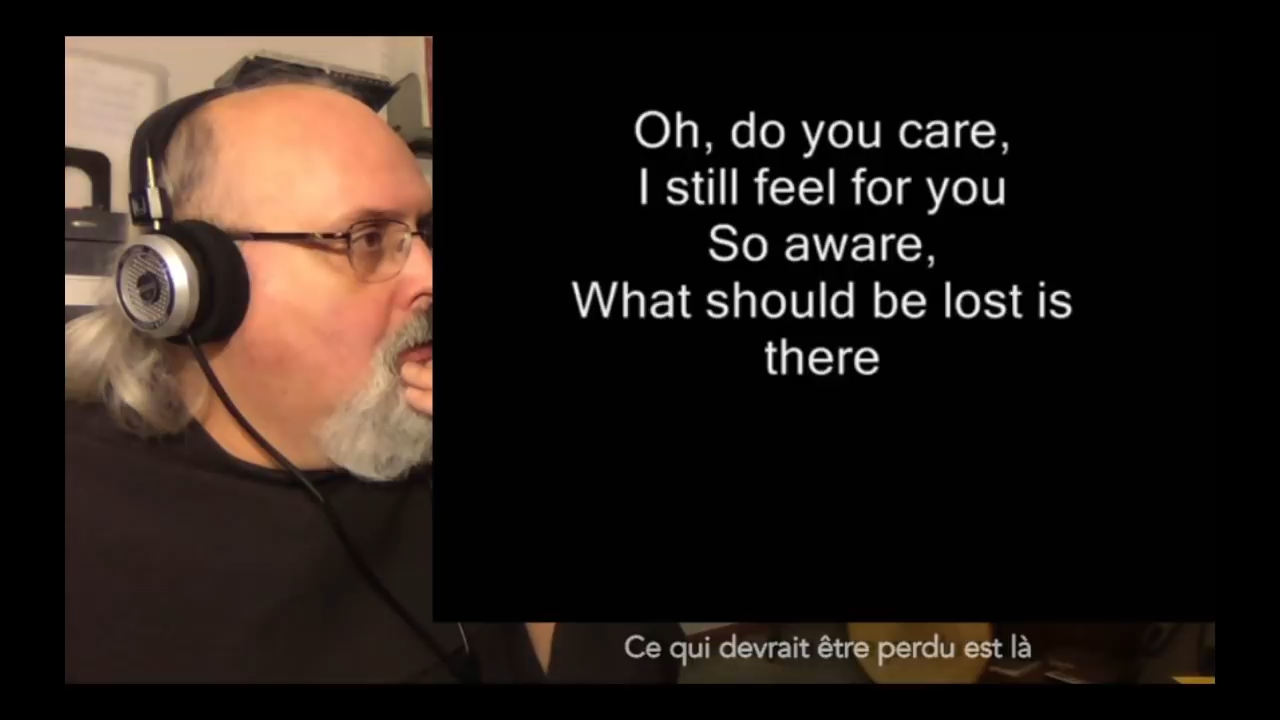 Oh, do you care,
I still feel for you
So aware,
What should be lost is
there
Ce qui devrait être perdu est là